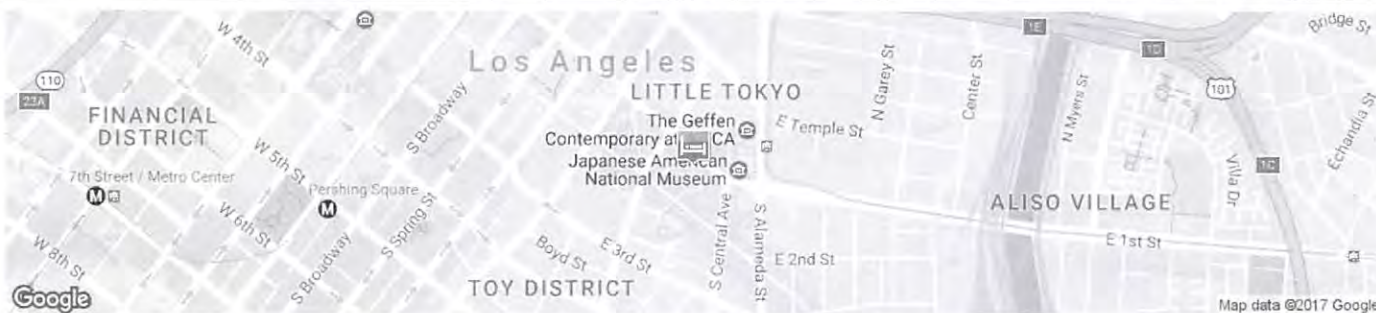 1E
Bridge St
W 4th St
Los Angeles
1D
110
23A
LITTLE TOKYO
N Garey St
Center St
N Myers St
101
FINANCIAL
DISTRICT
S Broadway
The Geffen
Contemporary at CA
E Temple St
Echandia St
W 5th St
Japanese American
National Museum
Villa Dr
1C
7th Street / Metro Center
M
Pershing Square
M
W 6th St
S Spring St
S Central Ave
S Alameda St
ALISO VILLAGE
W 8th St
S Broadway
Boyd St
E 3rd St
E 1st St
E 2nd St
TOY DISTRICT
Google
Map data ©2017 Google